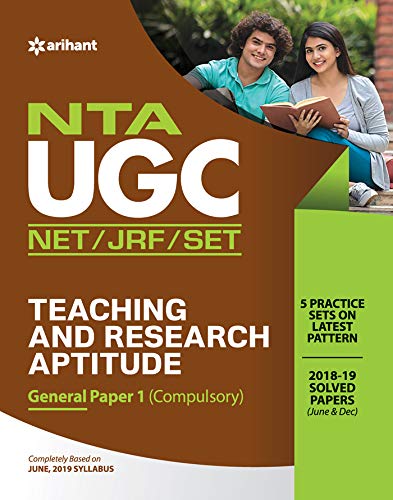 arihant
NTA
UGC
NET/JRF/SET
TEACHING
AND RESEARCH
APTITUDE
General Paper 1 (Compulsory)
Completely Based on
JUNE, 2019 SYLLABUS
5 PRACTICE
SETS ON
LATEST
PATTERN
2018-19
SOLVED
PAPERS
(June & Dec)